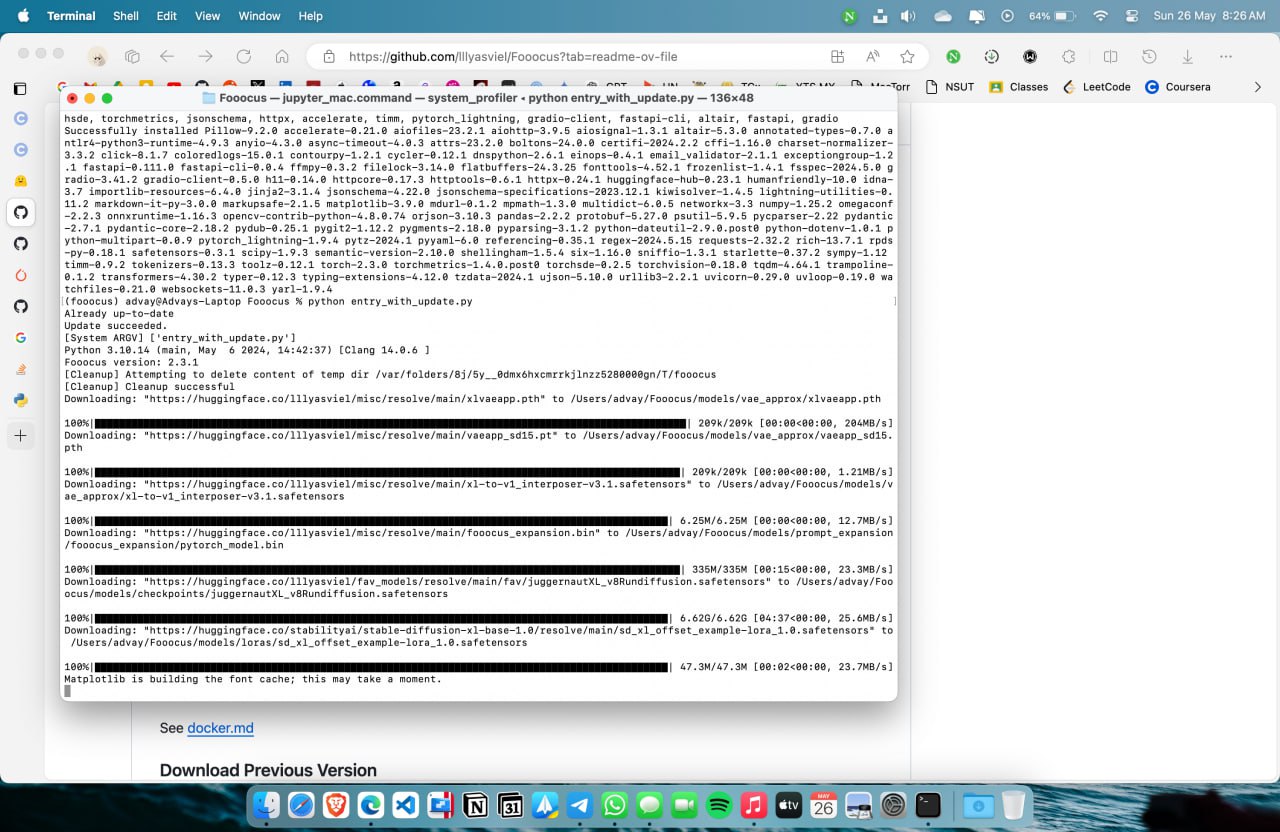 Terminal Shell Edit View Window Help 64% Sun 26 May 8:26 AM
https://github.com/lllyasviel/Fooocus?tab=readme-ov-file
NSUT Classes LeetCode Coursera
Fooocus — jupyter_mac.command — system_profiler ◂ python entry_with_update.py — 136×48
hsde, torchmetrics, jsonschema, httpx, accelerate, timm, pytorch_lightning, gradio-client, fastapi-cli, altair, fastapi, gradio
Successfully installed Pillow-9.2.0 accelerate-0.21.0 aiofiles-23.2.1 aiohttp-3.9.5 aiosignal-1.3.1 altair-5.3.0 annotated-types-0.7.0 a
ntlr4-python3-runtime-4.9.3 anyio-4.3.0 async-timeout-4.0.3 attrs-23.2.0 boltons-24.0.0 certifi-2024.2.2 cffi-1.16.0 charset-normalizer-
3.3.2 click-8.1.7 coloredlogs-15.0.1 contourpy-1.2.1 cycler-0.12.1 dnspython-2.6.1 einops-0.4.1 email_validator-2.1.1 exceptiongroup-1.2
.1 fastapi-0.111.0 fastapi-cli-0.0.4 ffmpy-0.3.2 filelock-3.14.0 flatbuffers-24.3.25 fonttools-4.52.1 frozenlist-1.4.1 fsspec-2024.5.0 g
radio-3.41.2 gradio-client-0.5.0 h11-0.14.0 httpcore-0.17.3 httptools-0.6.1 httpx-0.24.1 huggingface-hub-0.23.1 humanfriendly-10.0 idna-
3.7 importlib-resources-6.4.0 jinja2-3.1.4 jsonschema-4.22.0 jsonschema-specifications-2023.12.1 kiwisolver-1.4.5 lightning-utilities-0.
11.2 markdown-it-py-3.0.0 markupsafe-2.1.5 matplotlib-3.9.0 mdurl-0.1.2 mpmath-1.3.0 multidict-6.0.5 networkx-3.3 numpy-1.25.2 omegaconf
-2.2.3 onnxruntime-1.16.3 opencv-contrib-python-4.8.0.74 orjson-3.10.3 pandas-2.2.2 protobuf-5.27.0 psutil-5.9.5 pycparser-2.22 pydantic
-2.7.1 pydantic-core-2.18.2 pydub-0.25.1 pygit2-1.12.2 pygments-2.18.0 pyparsing-3.1.2 python-dateutil-2.9.0.post0 python-dotenv-1.0.1 p
ython-multipart-0.0.9 pytorch_lightning-1.9.4 pytz-2024.1 pyyaml-6.0 referencing-0.35.1 regex-2024.5.15 requests-2.32.2 rich-13.7.1 rpds
-py-0.18.1 safetensors-0.3.1 scipy-1.9.3 semantic-version-2.10.0 shellingham-1.5.4 six-1.16.0 sniffio-1.3.1 starlette-0.37.2 sympy-1.12
timm-0.9.2 tokenizers-0.13.3 toolz-0.12.1 torch-2.3.0 torchmetrics-1.4.0.post0 torchsde-0.2.5 torchvision-0.18.0 tqdm-4.64.1 trampoline-
0.1.2 transformers-4.30.2 typer-0.12.3 typing-extensions-4.12.0 tzdata-2024.1 ujson-5.10.0 urllib3-2.2.1 uvicorn-0.29.0 uvloop-0.19.0 wa
tchfiles-0.21.0 websockets-11.0.3 yarl-1.9.4
(fooocus) advay@Advays-Laptop Fooocus % python entry_with_update.py
Already up-to-date
Update succeeded.
[System ARGV] ['entry_with_update.py']
Python 3.10.14 (main, May  6 2024, 14:42:37) [Clang 14.0.6 ]
Fooocus version: 2.3.1
[Cleanup] Attempting to delete content of temp dir /var/folders/8j/5y__0dmx6hxcmrrkjlnzz5280000gn/T/fooocus
[Cleanup] Cleanup successful
Downloading: "https://huggingface.co/lllyasviel/misc/resolve/main/xlvaeapp.pth" to /Users/advay/Fooocus/models/vae_approx/xlvaeapp.pth
100%| | 209k/209k [00:00<00:00, 204MB/s]
Downloading: "https://huggingface.co/lllyasviel/misc/resolve/main/vaeapp_sd15.pt" to /Users/advay/Fooocus/models/vae_approx/vaeapp_sd15.
pth
100%| | 209k/209k [00:00<00:00, 1.21MB/s]
Downloading: "https://huggingface.co/lllyasviel/misc/resolve/main/xl-to-v1_interposer-v3.1.safetensors" to /Users/advay/Fooocus/models/v
ae_approx/xl-to-v1_interposer-v3.1.safetensors
100%| | 6.25M/6.25M [00:00<00:00, 12.7MB/s]
Downloading: "https://huggingface.co/lllyasviel/misc/resolve/main/fooocus_expansion.bin" to /Users/advay/Fooocus/models/prompt_expansion
/fooocus_expansion/pytorch_model.bin
100%| | 335M/335M [00:15<00:00, 23.3MB/s]
Downloading: "https://huggingface.co/lllyasviel/fav_models/resolve/main/fav/juggernautXL_v8Rundiffusion.safetensors" to /Users/advay/Foo
ocus/models/checkpoints/juggernautXL_v8Rundiffusion.safetensors
100%| | 6.62G/6.62G [04:37<00:00, 25.6MB/s]
Downloading: "https://huggingface.co/stabilityai/stable-diffusion-xl-base-1.0/resolve/main/sd_xl_offset_example-lora_1.0.safetensors" to
/Users/advay/Fooocus/models/loras/sd_xl_offset_example-lora_1.0.safetensors
100%| | 47.3M/47.3M [00:02<00:00, 23.7MB/s]
Matplotlib is building the font cache; this may take a moment.
See docker.md
Download Previous Version
31
tv
MAY
26